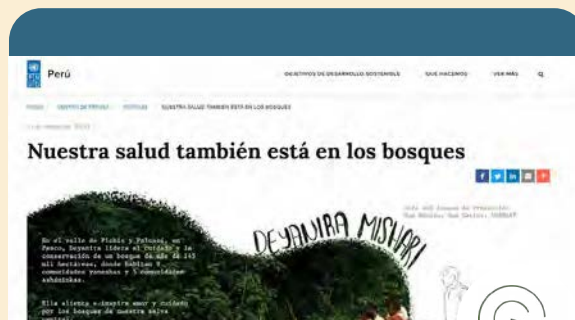 Perú
OBJETIVOS DE DESARROLLO SOSTENIBLE QUÉ HACEMOS VER MÁS
NUESTRA SALUD TAMBIÉN ESTÁ EN LOS BOSQUES
Nuestra salud también está en los bosques
DEYANIRA MISHARI
En el valle de Pichis y Palcazú, en
Pasco, Deyanira lidera el cuidado y la
conservación de un bosque de más de 145
mil hectáreas, donde habitan
comunidades yaneshas y 5 comunidades
asháninkas.
Ella alienta e inspira amor y cuidado
por los bosques de nuestra selva